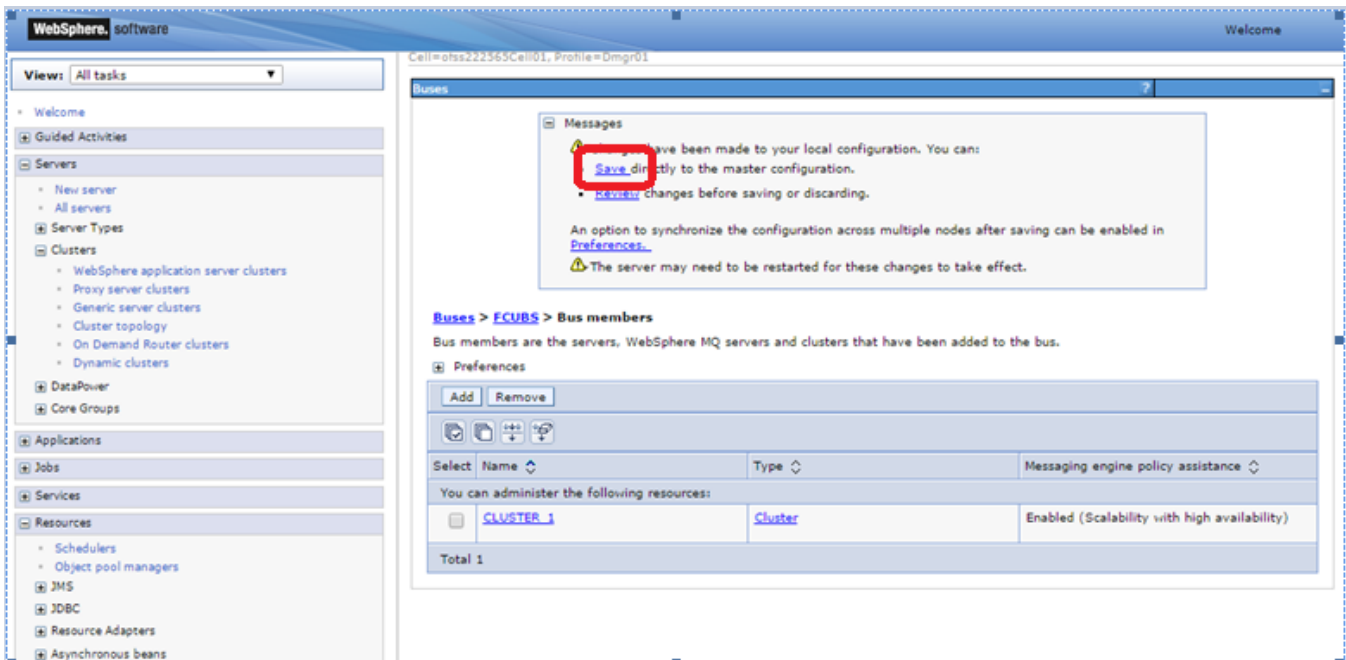 WebSphere. software
Welcome
View: All tasks
Welcome
Guided Activities
Servers
New server
All servers
Server Types
Clusters
WebSphere application server clusters
Proxy server clusters
Generic server clusters
Cluster topology
On Demand Router clusters
Dynamic clusters
DataPower
Core Groups
Applications
Jobs
Services
Resources
Schedulers
Object pool managers
JMS
JDBC
Resource Adapters
Asynchronous beans
Cell=ofss222565Cell01, Profile=Dmgr01
Buses ?
Messages
have been made to your local configuration. You can:
Save directly to the master configuration.
Review changes before saving or discarding.
An option to synchronize the configuration across multiple nodes after saving can be enabled in
Preferences.
The server may need to be restarted for these changes to take effect.
Buses > FCUBS > Bus members
Bus members are the servers, WebSphere MQ servers and clusters that have been added to the bus.
Preferences
Add Remove
Select Name Type Messaging engine policy assistance
You can administer the following resources:
CLUSTER_1 Cluster Enabled (Scalability with high availability)
Total 1